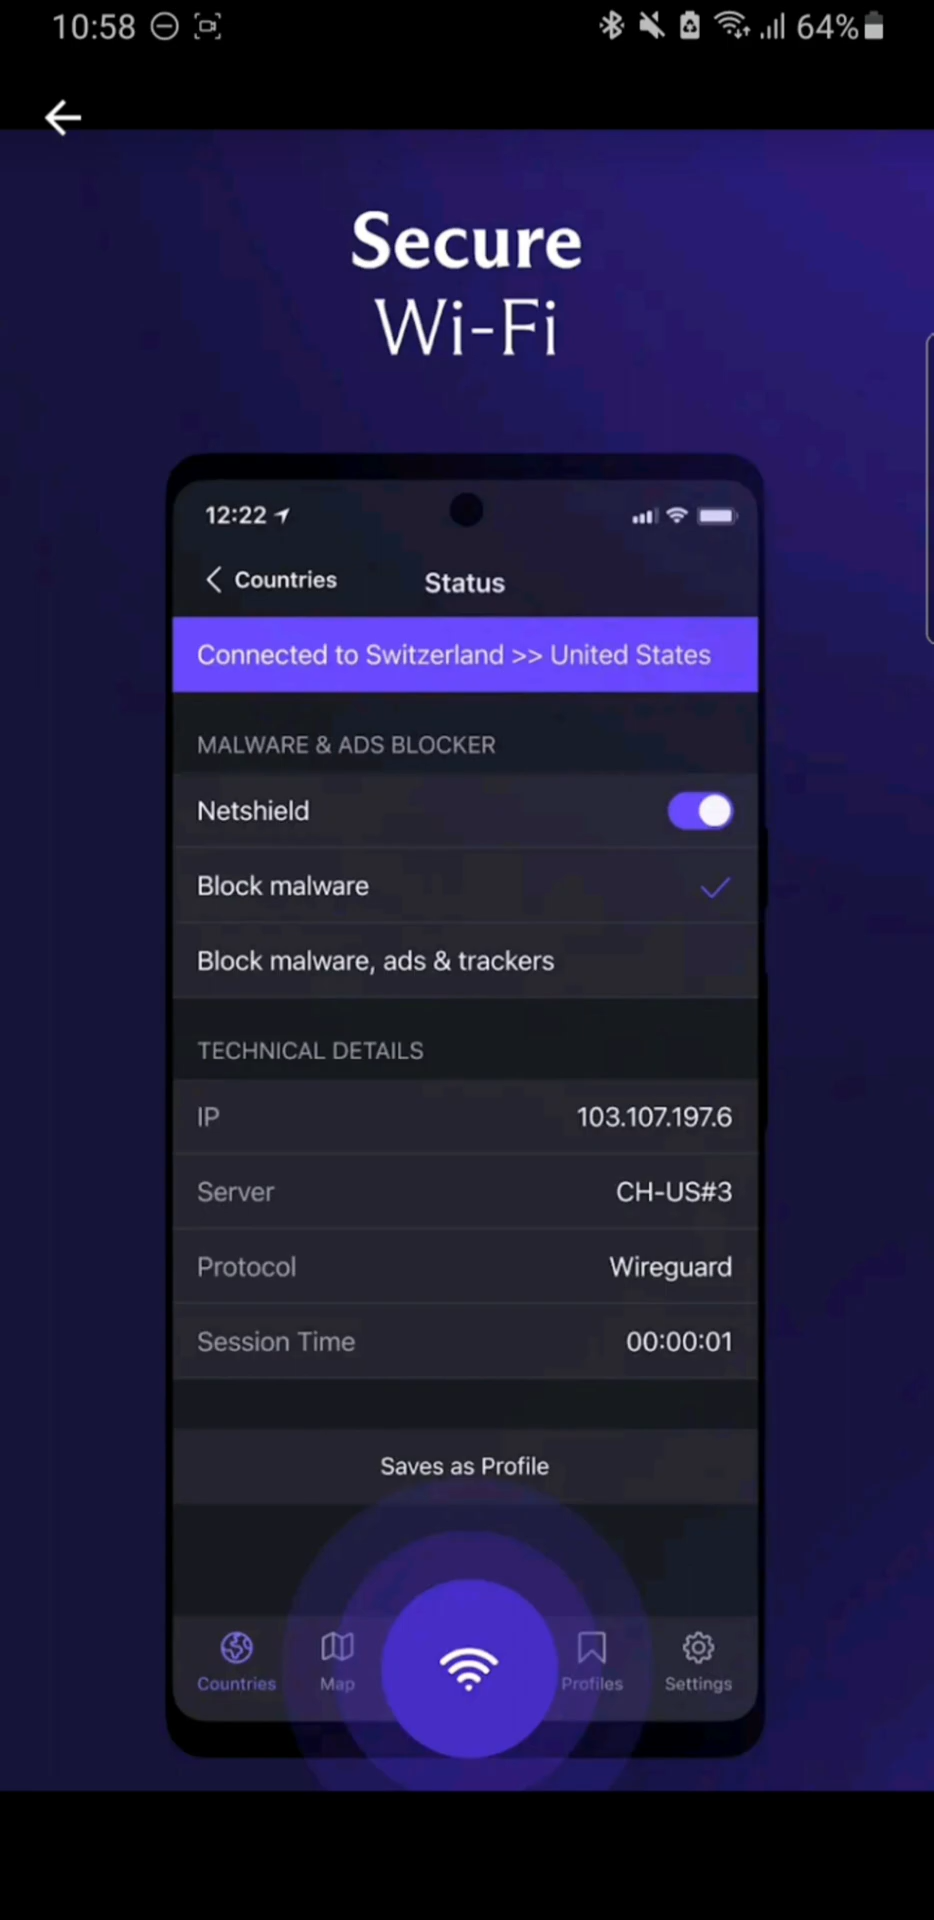 10:58
64%
Secure
Wi-Fi
12:22
Countries
Status
Connected to Switzerland >> United States
MALWARE & ADS BLOCKER
Netshield
Block malware
Block malware, ads & trackers
TECHNICAL DETAILS
IP 103.107.197.6
Server CH-US#3
Protocol Wireguard
Session Time 00:00:01
Saves as Profile
Countries Map Profiles Settings